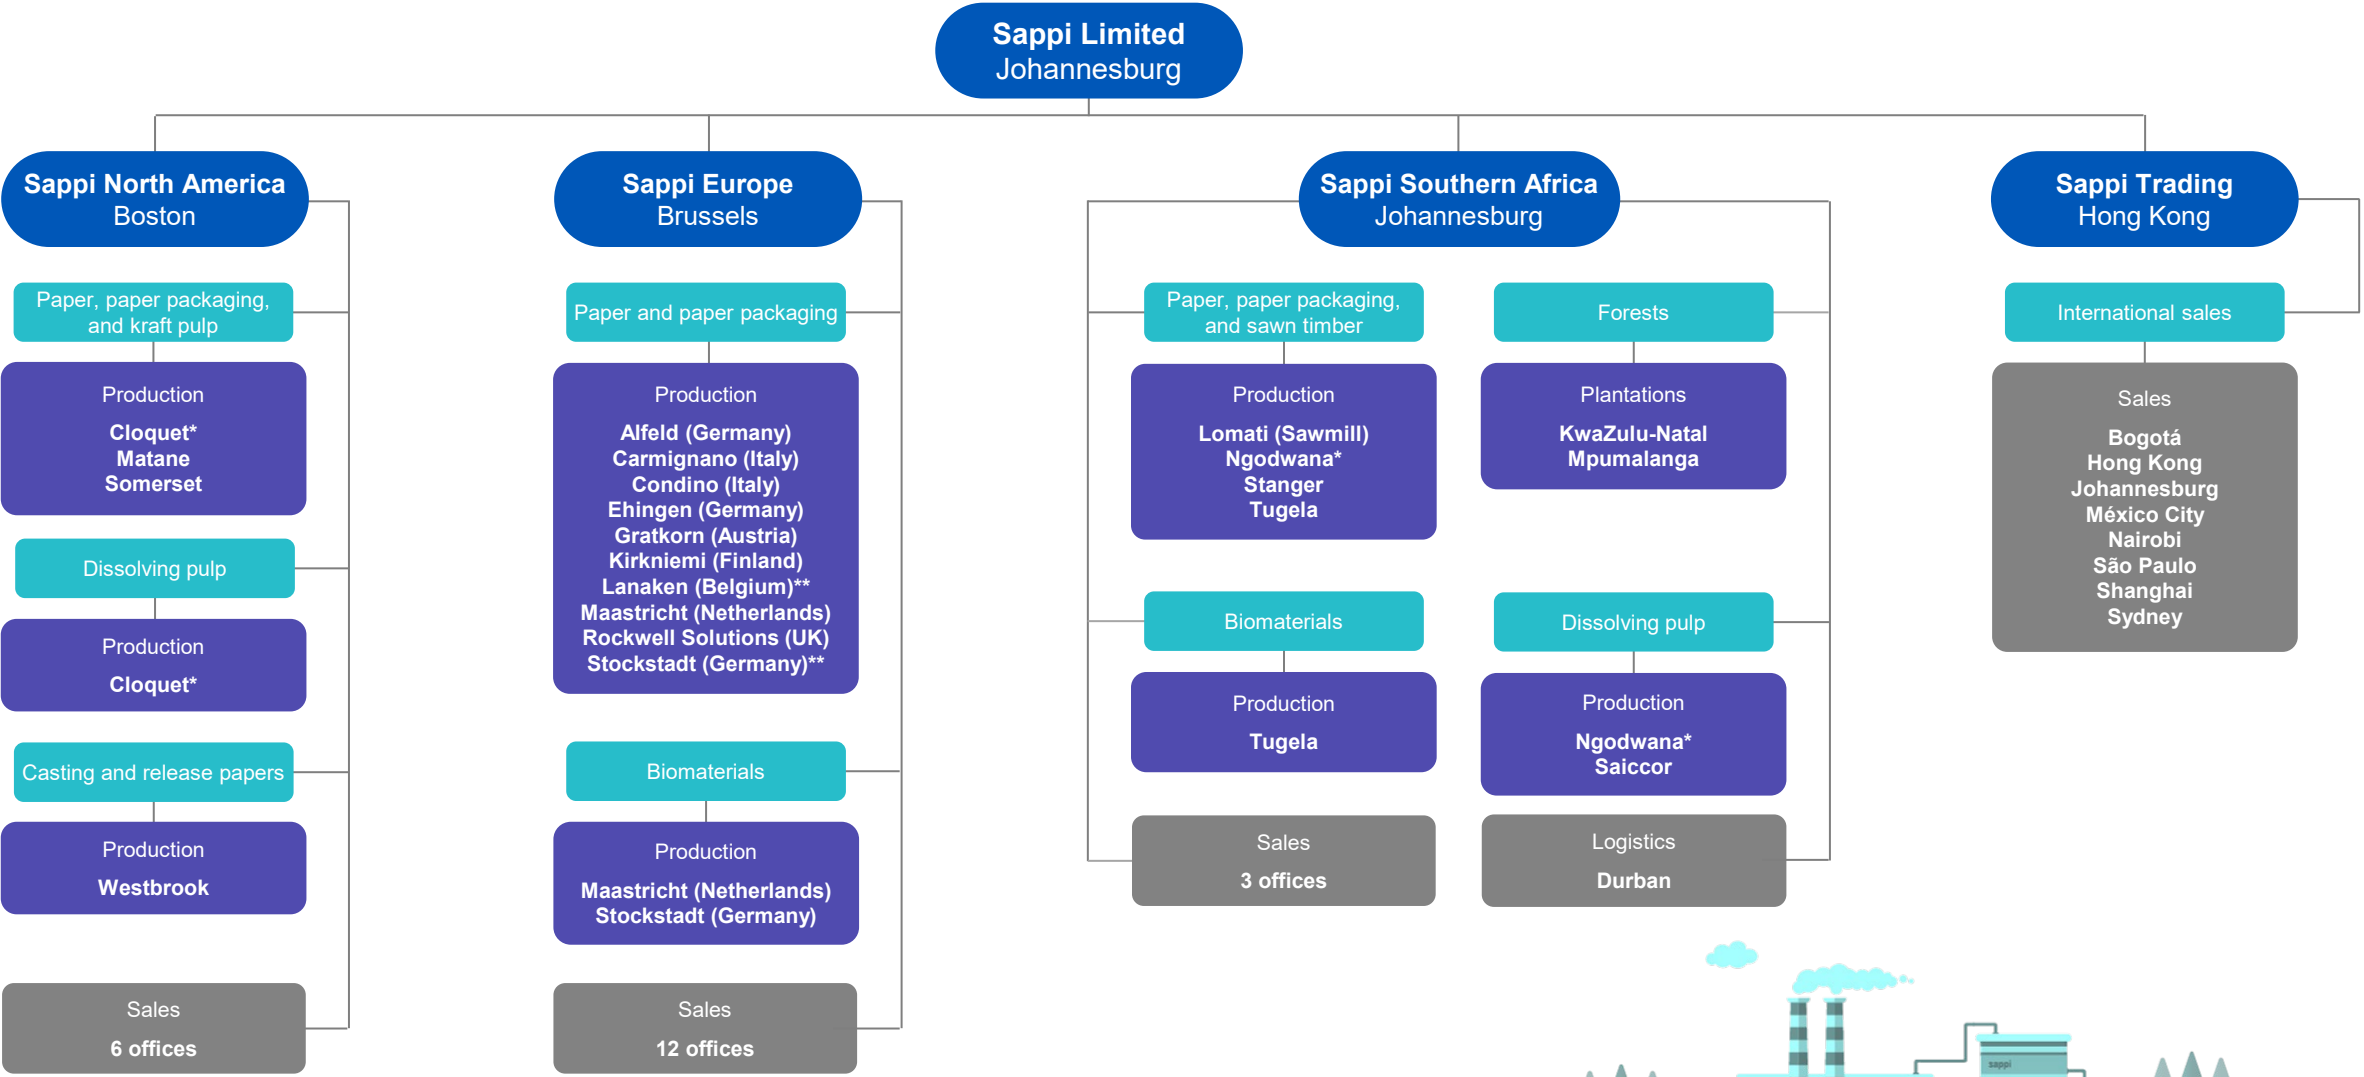 Sappi Limited
Johannesburg
Sappi North America
Boston
Paper, paper packaging,
and kraft pulp
Production
Cloquet*
Matane
Somerset
Dissolving pulp
Production
Cloquet*
Casting and release papers
Production
Westbrook
Sales
6 offices
Sappi Europe
Brussels
Paper and paper packaging
Production
Alfeld (Germany)
Carmignano (Italy)
Condino (Italy)
Ehingen (Germany)
Gratkorn (Austria)
Kirkniemi (Finland)
Lanaken (Belgium)**
Maastricht (Netherlands)
Rockwell Solutions (UK)
Stockstadt (Germany)**
Biomaterials
Production
Maastricht (Netherlands)
Stockstadt (Germany)
Sales
12 offices
Sappi Southern Africa
Johannesburg
Paper, paper packaging,
and sawn timber
Production
Lomati (Sawmill)
Ngodwana*
Stanger
Tugela
Biomaterials
Production
Tugela
Sales
3 offices
Forests
Plantations
KwaZulu-Natal
Mpumalanga
Dissolving pulp
Production
Ngodwana*
Saiccor
Logistics
Durban
Sappi Trading
Hong Kong
International sales
Sales
Bogotá
Hong Kong
Johannesburg
México City
Nairobi
São Paulo
Shanghai
Sydney
sappi